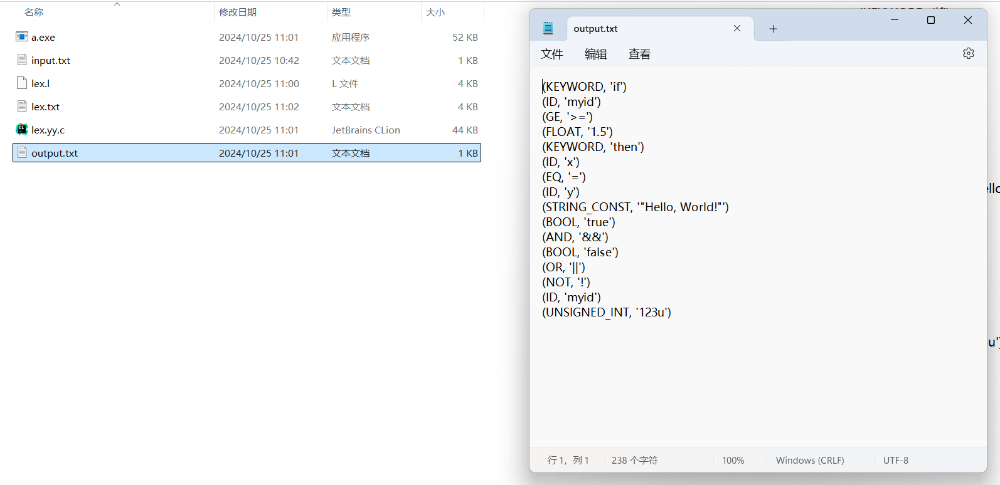 名称 修改日期 类型 大小
a.exe 2024/10/25 11:01 应用程序 52 KB
input.txt 2024/10/25 10:42 文本文档 1 KB
lex.l 2024/10/25 11:00 L 文件 4 KB
lex.txt 2024/10/25 11:02 文本文档 4 KB
lex.yy.c 2024/10/25 11:01 JetBrains CLion 44 KB
output.txt 2024/10/25 11:01 文本文档 1 KB
output.txt
文件 编辑 查看
(KEYWORD, 'if')
(ID, 'myid')
(GE, '>=')
(FLOAT, '1.5')
(KEYWORD, 'then')
(ID, 'x')
(EQ, '=')
(ID, 'y')
(STRING_CONST, '"Hello, World!"')
(BOOL, 'true')
(AND, '&&')
(BOOL, 'false')
(OR, '||')
(NOT, '!')
(ID, 'myid')
(UNSIGNED_INT, '123u')
行 1，列 1 238 个字符 100% Windows (CRLF) UTF-8